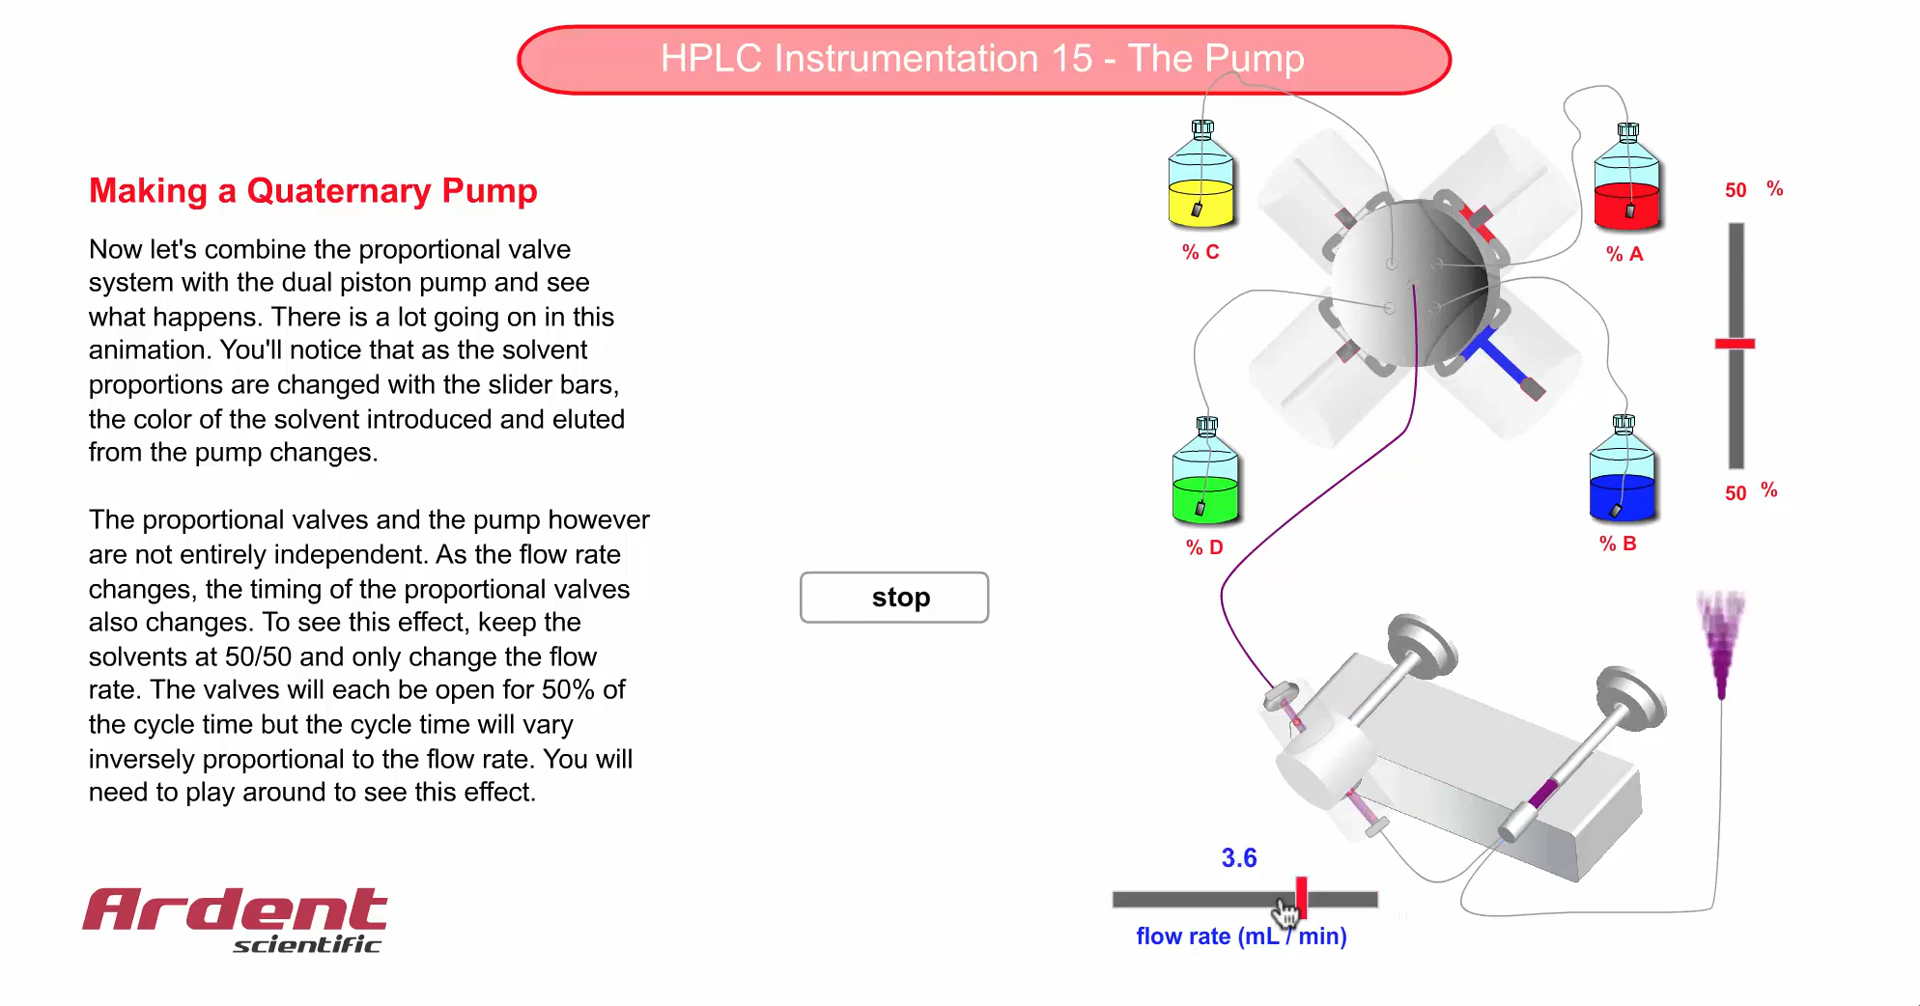 HPLC Instrumentation 15 - The Pump
Making a Quaternary Pump
Now let's combine the proportional valve
system with the dual piston pump and see
what happens. There is a lot going on in this
animation. You'll notice that as the solvent
proportions are changed with the slider bars,
the color of the solvent introduced and eluted
from the pump changes.
The proportional valves and the pump however
are not entirely independent. As the flow rate
changes, the timing of the proportional valves
also changes. To see this effect, keep the
solvents at 50/50 and only change the flow
rate. The valves will each be open for 50% of
the cycle time but the cycle time will vary
inversely proportional to the flow rate. You will
need to play around to see this effect.
Ardent
scientific
stop
% C
% A
50 %
% D
% B
50 %
3.6
flow rate (mL / min)